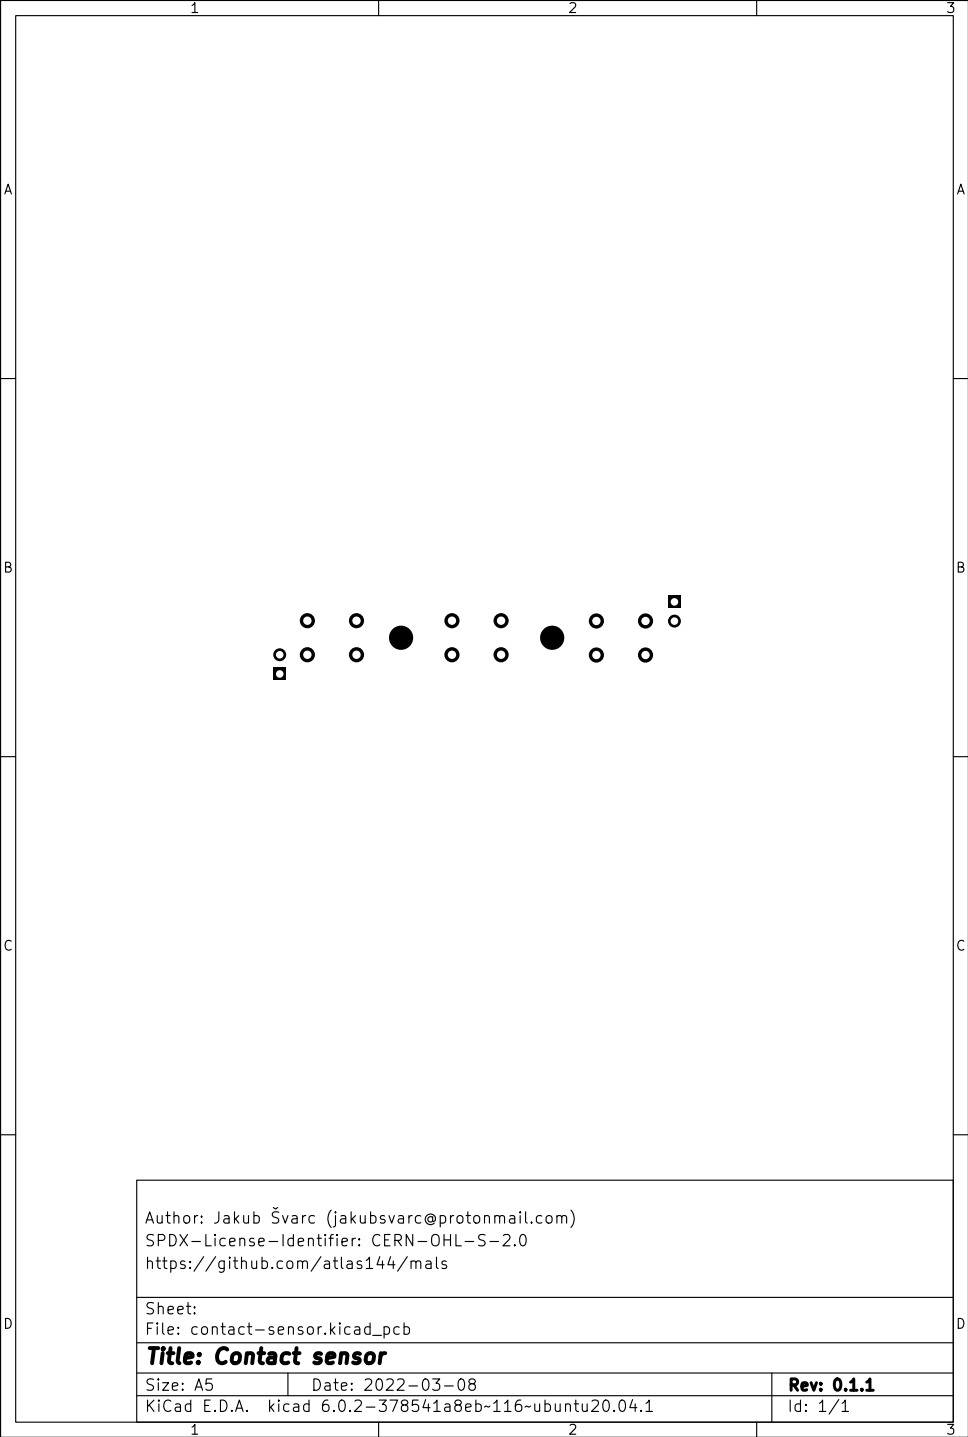 1 2 3
A A
B B
C C
Author: Jakub Švarc (jakubsvarc@protonmail.com)
SPDX-License-Identifier: CERN-OHL-S-2.0
https://github.com/atlas144/mals
Sheet:
D D
File: contact-sensor.kicad_pcb
Title: Contact sensor
Size: A5 Date: 2022-03-08 Rev: 0.1.1
KiCad E.D.A. kicad 6.0.2-378541a8eb~116~ubuntu20.04.1 Id: 1/1
1 2 3